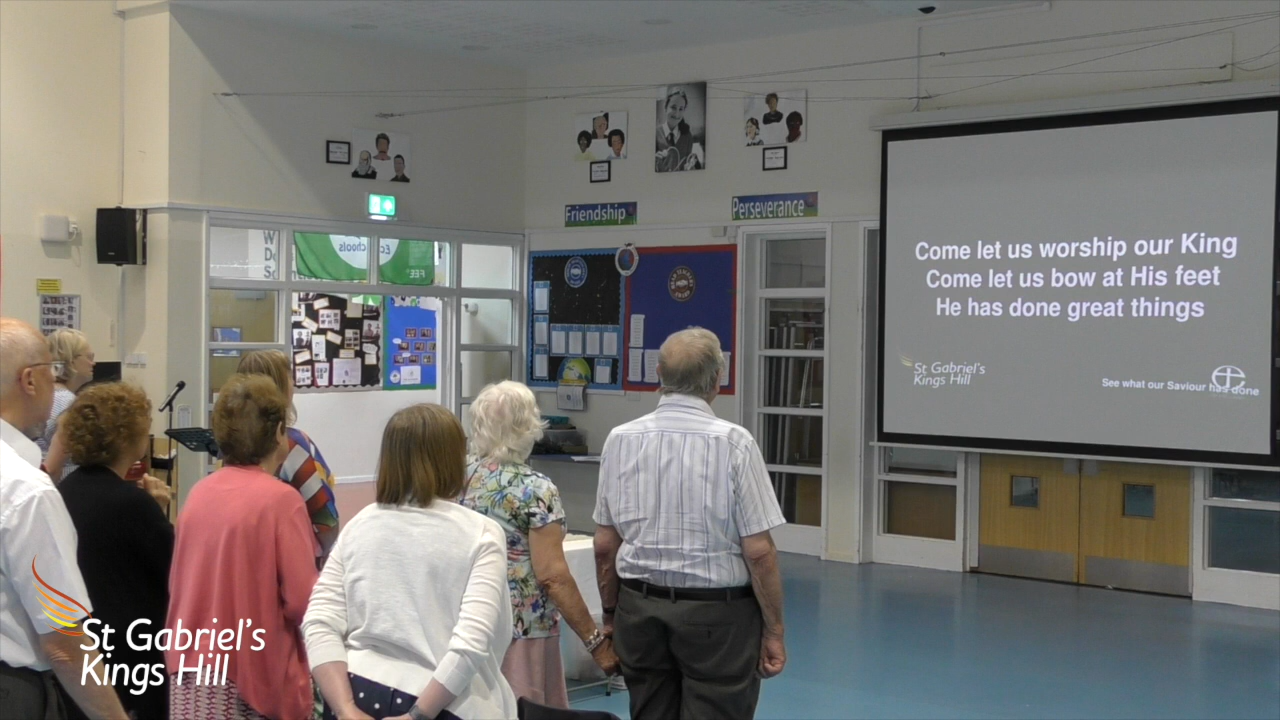 Friendship
Perseverance
FEE
Come let us worship our King
Come let us bow at His feet
He has done great things
St Gabriel's
Kings Hill
See what our Saviour has done
St Gabriel's
Kings Hill